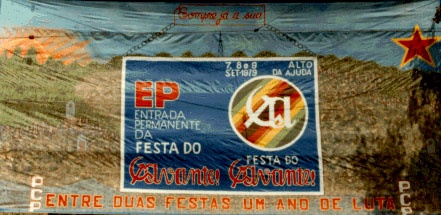 Compre já a sua
7, 8 e 9 ALTO
SET·1979 DA AJUDA
EP
ENTRADA
PERMANENTE
DA
FESTA DO
Avante!
FESTA DO
Avante!
PCP
PCP
ENTRE DUAS FESTAS UM ANO DE LUTA